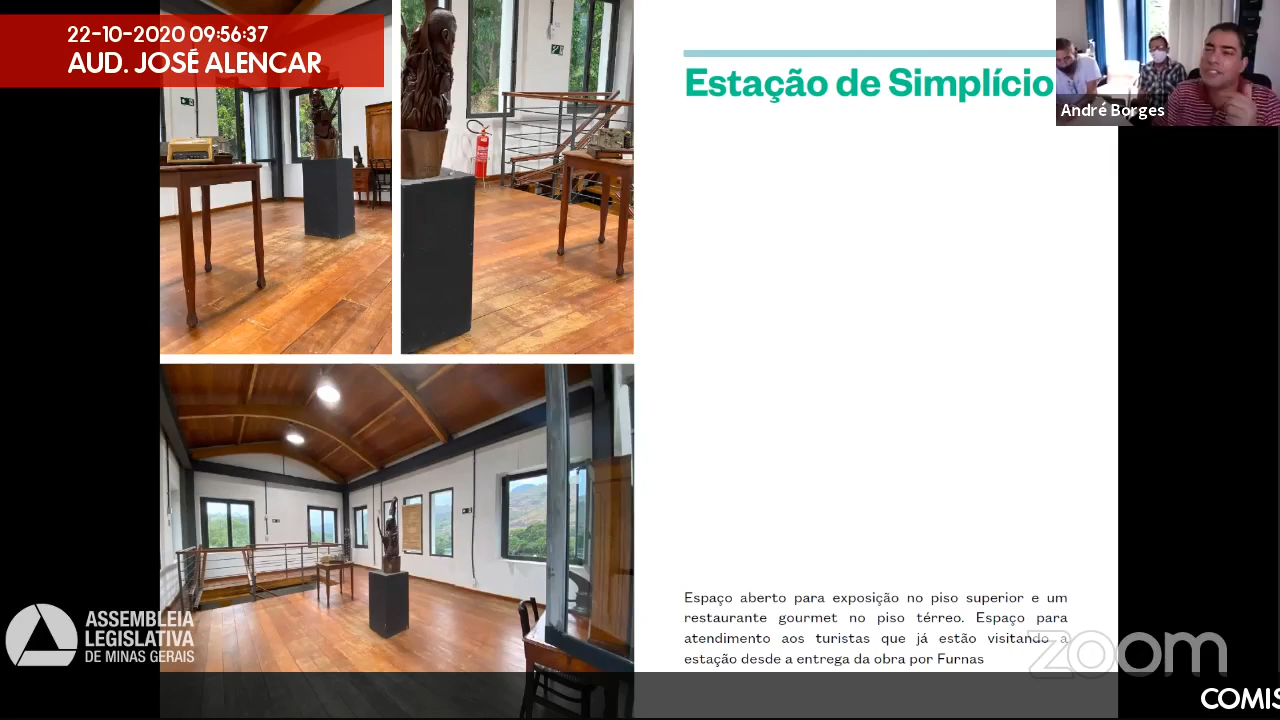 22-10-2020 09:56:37
AUD. JOSÉ ALENCAR
Estação de Simplício
André Borges
Espaço aberto para exposição no piso superior e um
restaurante gourmet no piso térreo. Espaço para
atendimento aos turistas que já estão visitando a
estação desde a entrega da obra por Furnas
ASSEMBLEIA
LEGISLATIVA
DE MINAS GERAIS
zoom
COMIS